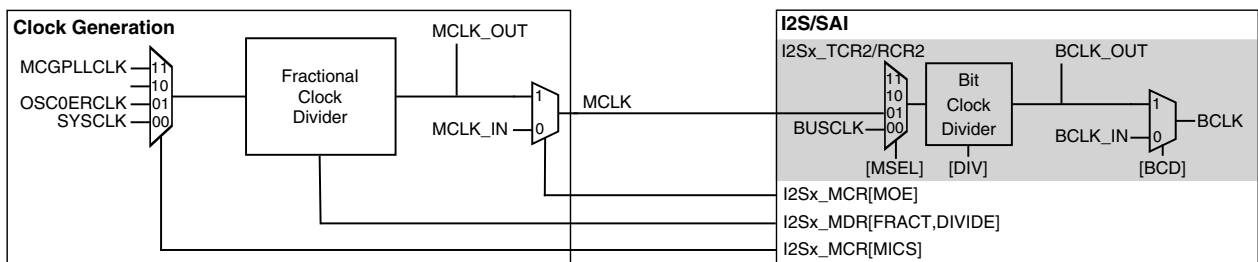 Clock Generation
MCGPLLCLK
11
10
OSC0ERCLK
01
SYSCLK
00
Fractional
Clock
Divider
MCLK_OUT
1
MCLK_IN
0
MCLK
I2S/SAI
I2Sx_TCR2/RCR2
11
10
01
BUSCLK
00
[MSEL]
Bit
Clock
Divider
[DIV]
BCLK_OUT
1
BCLK_IN
0
[BCD]
BCLK
I2Sx_MCR[MOE]
I2Sx_MDR[FRACT,DIVIDE]
I2Sx_MCR[MICS]